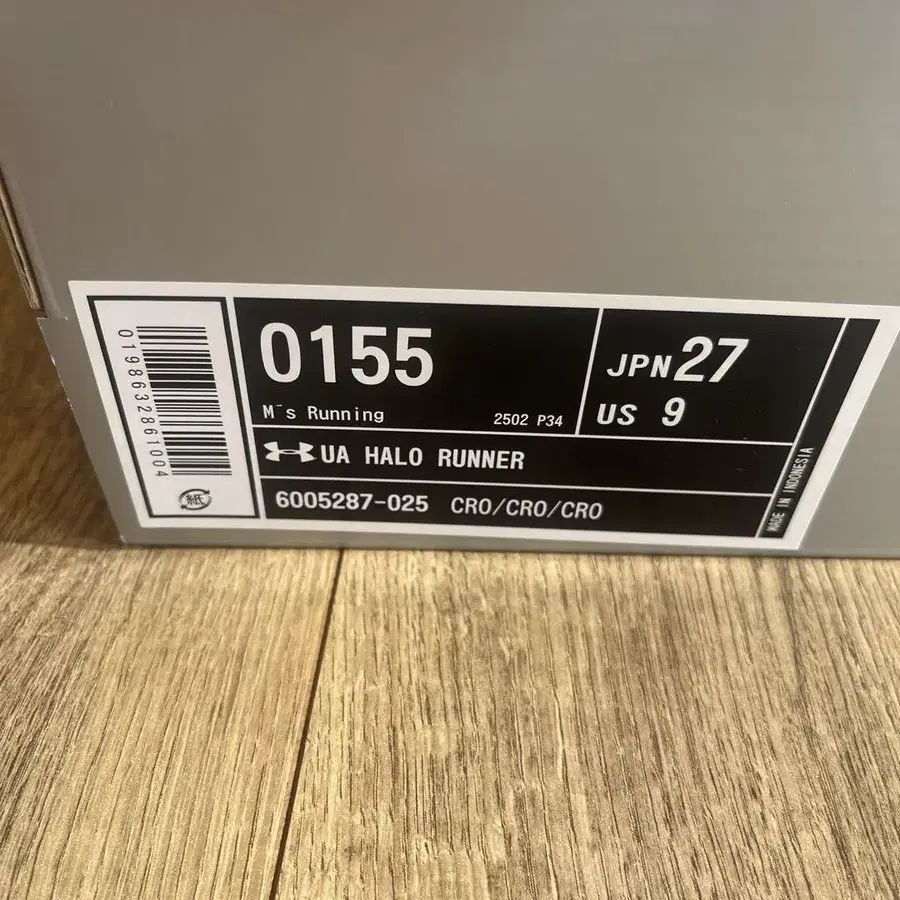 0198632861004
紙
0155
M¯s Running
2502 P34
JPN 27
US 9
UA HALO RUNNER
6005287-025 CRO/CRO/CRO
MADE IN INDONESIA